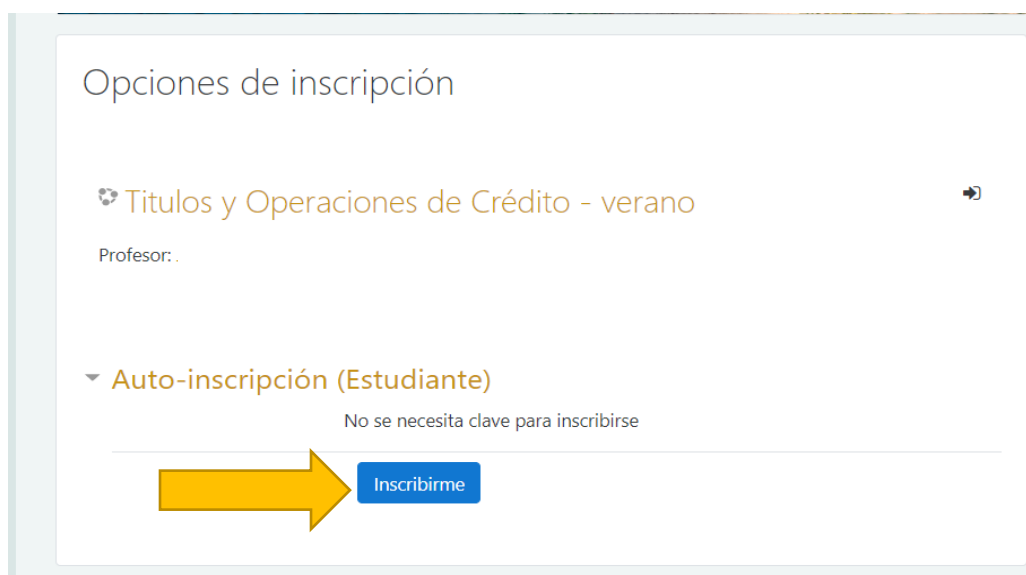 Opciones de inscripción
Titulos y Operaciones de Crédito - verano
Profesor: .
Auto-inscripción (Estudiante)
No se necesita clave para inscribirse
Inscribirme